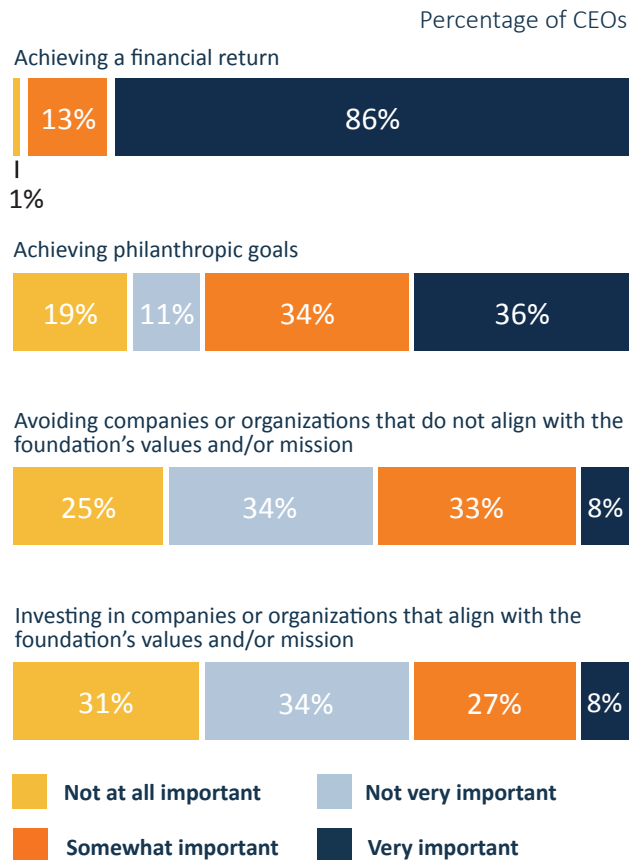 Percentage of CEOs
Achieving a financial return
13% 86%
1%
Achieving philanthropic goals
19% 11% 34% 36%
Avoiding companies or organizations that do not align with the
foundation's values and/or mission
25% 34% 33% 8%
Investing in companies or organizations that align with the
foundation's values and/or mission
31% 34% 27% 8%
Not at all important Not very important
Somewhat important Very important